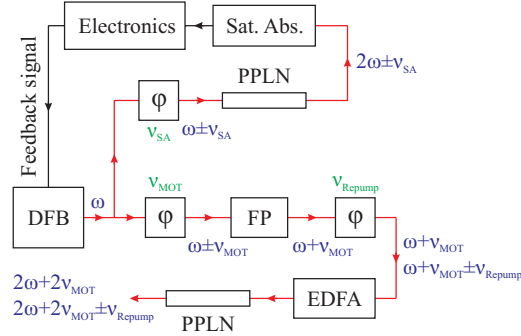 Electronics
Sat. Abs.
Feedback signal
PPLN
2ω±ν_SA
φ
ν_SA
ω±ν_SA
ν_MOT
ν_Repump
ω
DFB
φ
FP
φ
ω±ν_MOT
ω+ν_MOT
ω+ν_MOT
ω+ν_MOT±ν_Repump
2ω+2ν_MOT
2ω+2ν_MOT±ν_Repump
EDFA
PPLN